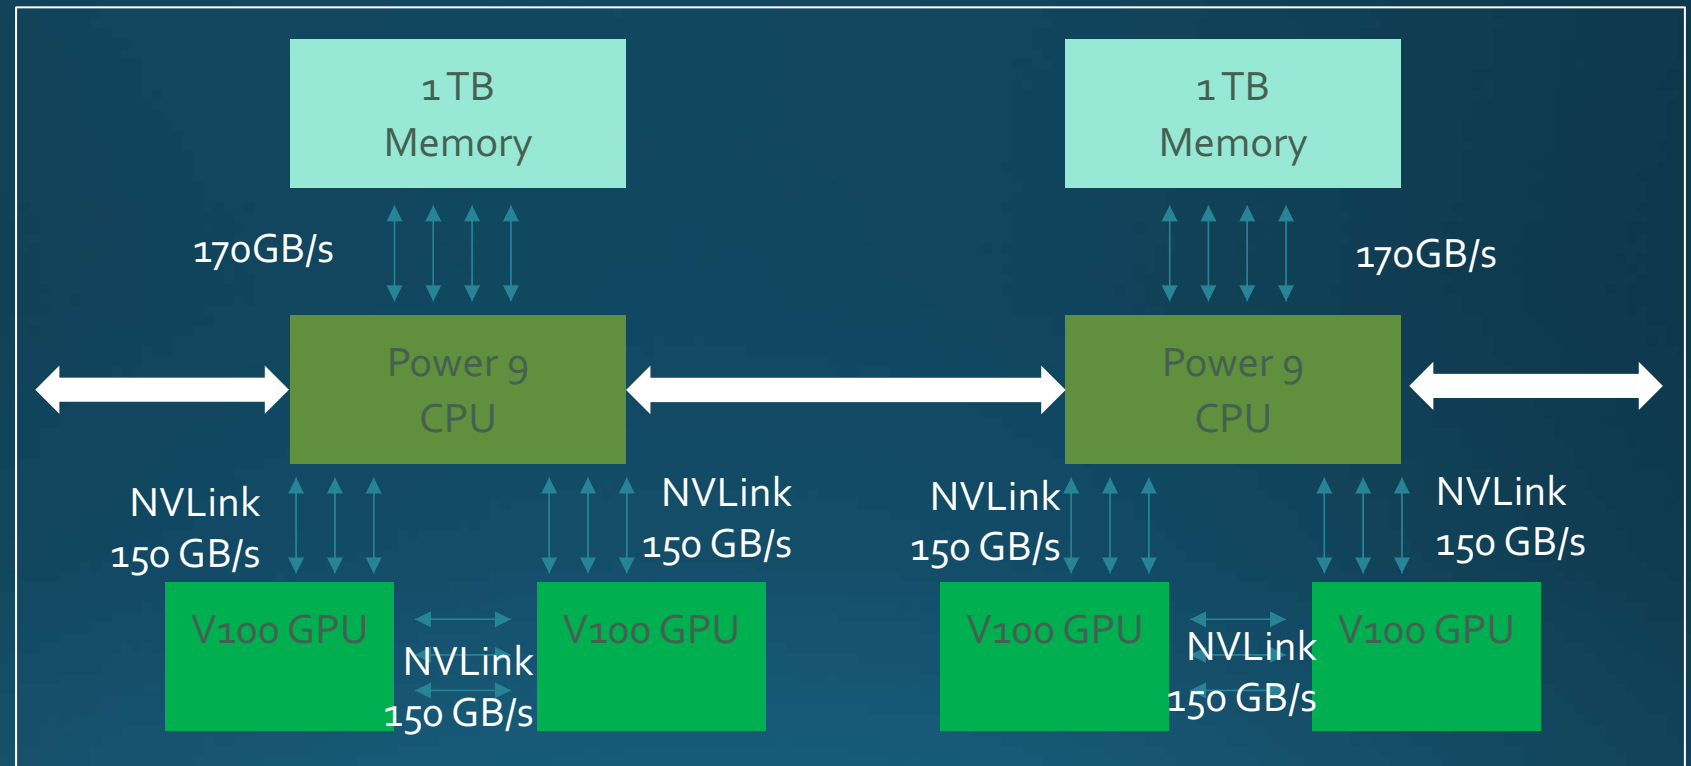 1 TB
Memory
1 TB
Memory
170GB/s
170GB/s
Power 9
CPU
Power 9
CPU
NVLink
150 GB/s
NVLink
150 GB/s
NVLink
150 GB/s
NVLink
150 GB/s
V100 GPU
V100 GPU
V100 GPU
V100 GPU
NVLink
150 GB/s
NVLink
150 GB/s